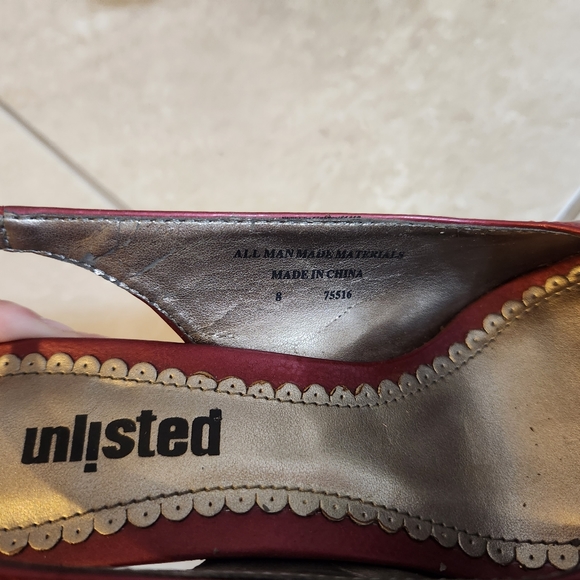 ALL MAN MADE MATERIALS
MADE IN CHINA
8 75516
unlisted